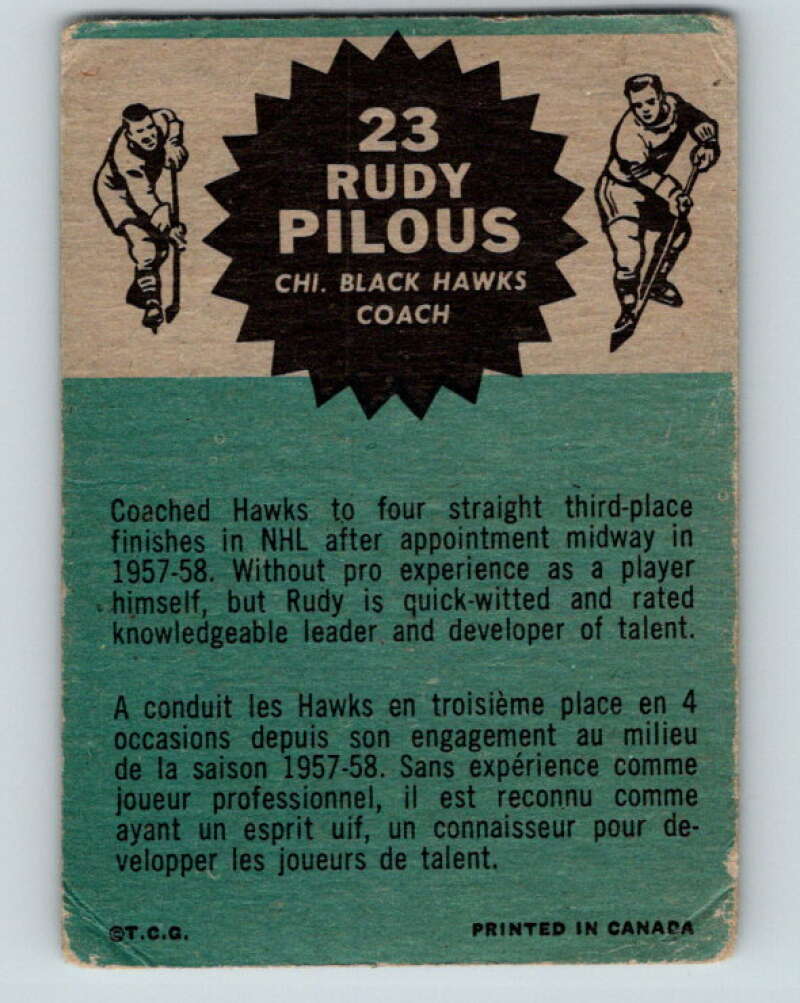 23
RUDY
PILOUS
CHI. BLACK HAWKS
COACH
Coached Hawks to four straight third-place
finishes in NHL after appointment midway in
1957-58. Without pro experience as a player
himself, but Rudy is quick-witted and rated
knowledgeable leader and developer of talent.
A conduit les Hawks en troisième place en 4
occasions depuis son engagement au milieu
de la saison 1957-58. Sans expérience comme
joueur professionnel, il est reconnu comme
ayant un esprit uif, un connaisseur pour de-
velopper les joueurs de talent.
©T.C.G.
PRINTED IN CANADA